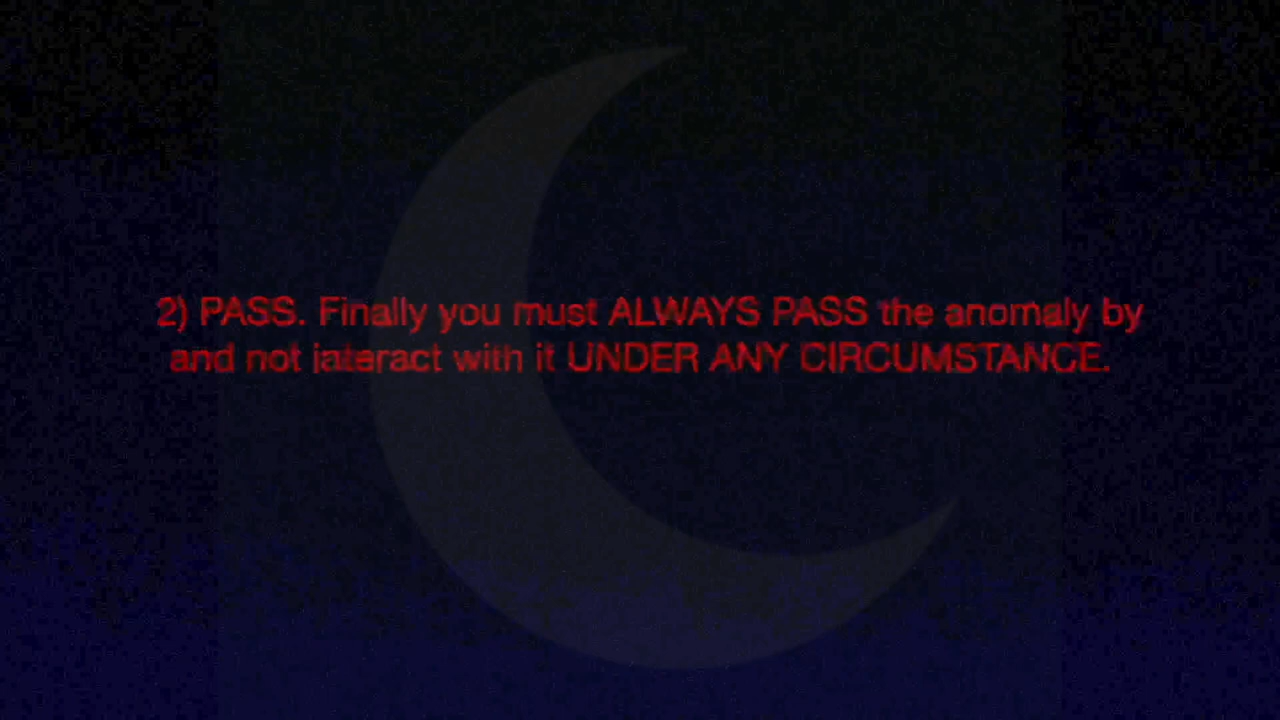 2) PASS. Finally you must ALWAYS PASS the anomaly by
and not interact with it UNDER ANY CIRCUMSTANCE.